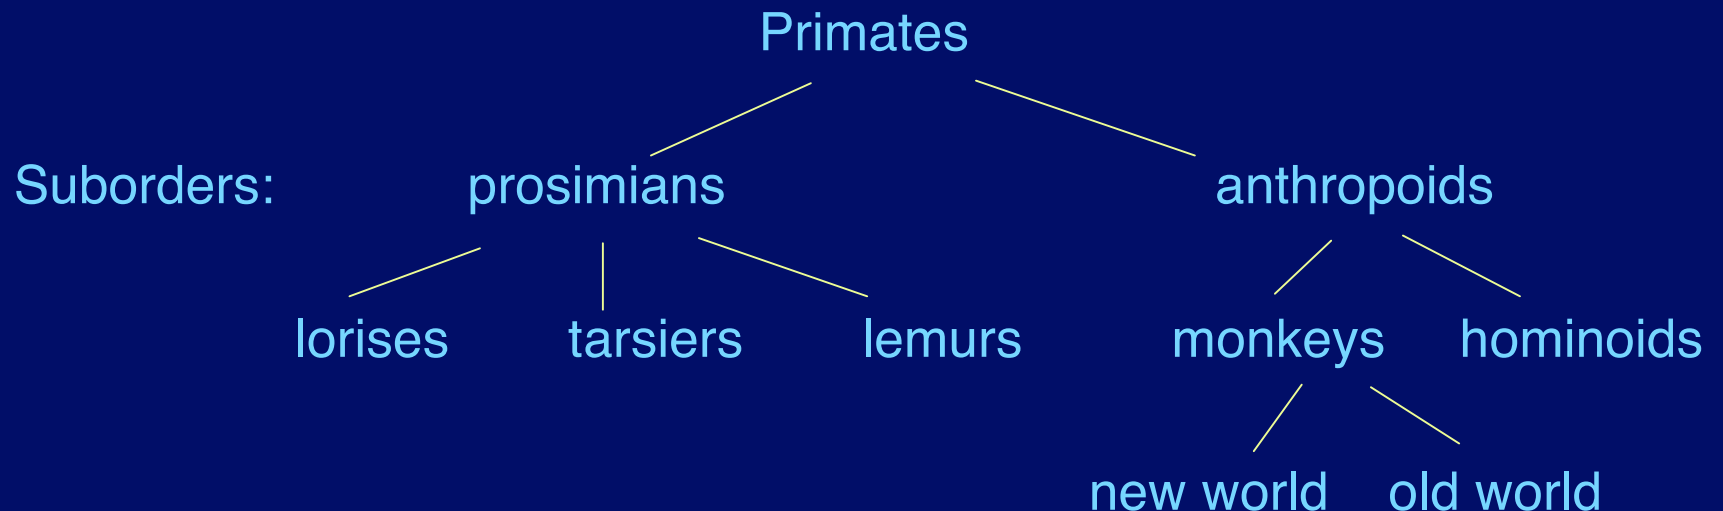 Primates
Suborders: prosimians anthropoids
lorises tarsiers lemurs monkeys hominoids
new world old world